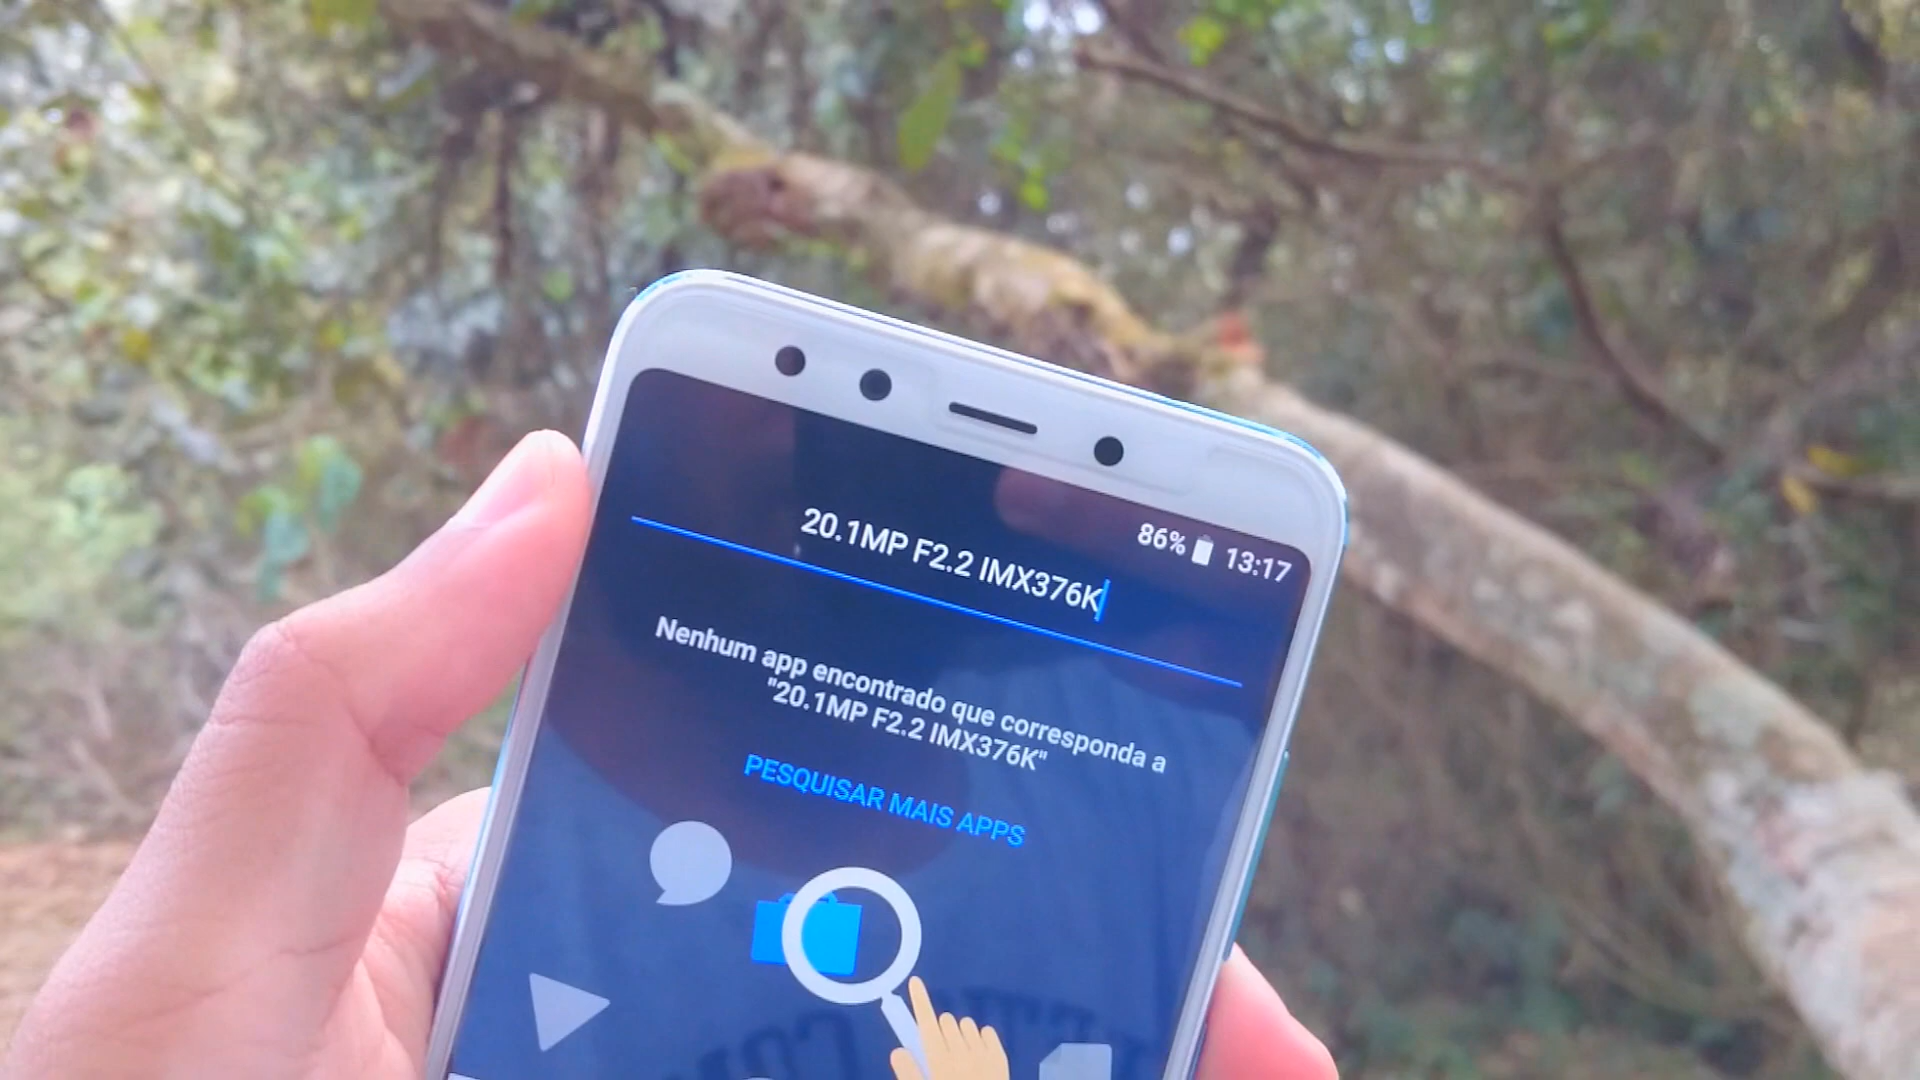 86% 13:17
20.1MP F2.2 IMX376K
Nenhum app encontrado que corresponda a
"20.1MP F2.2 IMX376K"
PESQUISAR MAIS APPS